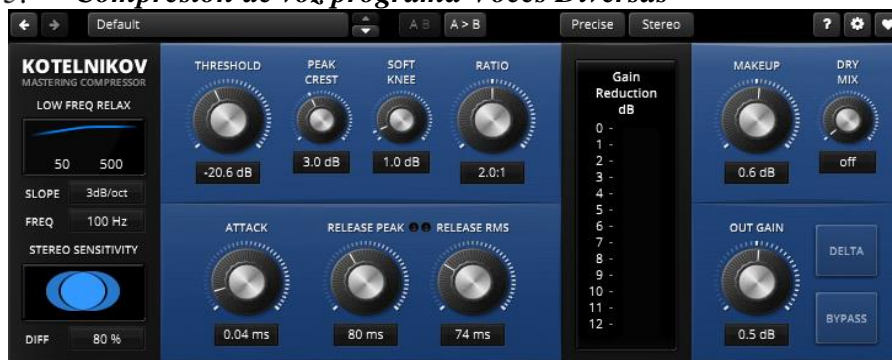 3. Compresión de voz programa Voces Diversas
Default
A B
A > B
Precise
Stereo
?
KOTELNIKOV
MASTERING COMPRESSOR
LOW FREQ RELAX
50 500
SLOPE 3dB/oct
FREQ 100 Hz
STEREO SENSITIVITY
DIFF 80 %
THRESHOLD
-20.6 dB
PEAK
CREST
3.0 dB
SOFT
KNEE
1.0 dB
RATIO
2.0:1
ATTACK
0.04 ms
RELEASE PEAK
80 ms
RELEASE RMS
74 ms
Gain
Reduction
dB
0 -
1 -
2 -
3 -
4 -
5 -
6 -
7 -
8 -
9 -
10 -
11 -
12 -
MAKEUP
0.6 dB
DRY
MIX
off
OUT GAIN
0.5 dB
DELTA
BYPASS